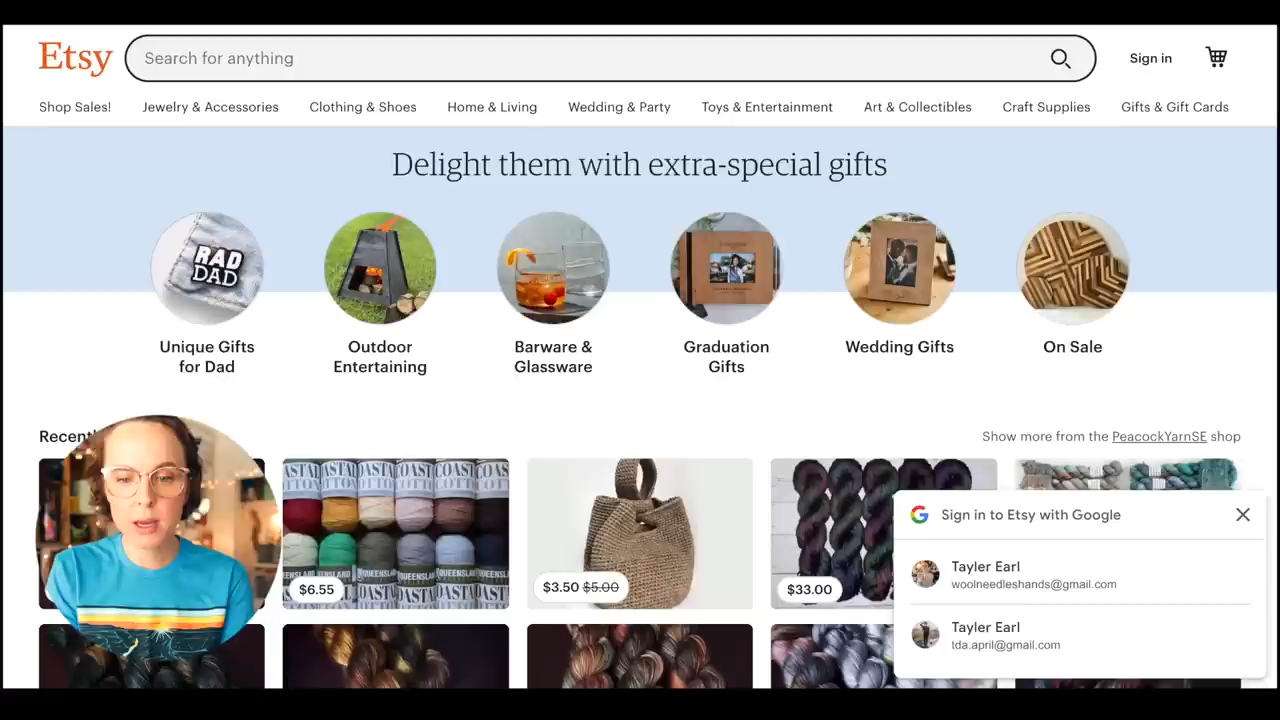 Etsy
Search for anything
Sign in
Shop Sales!
Jewelry & Accessories
Clothing & Shoes
Home & Living
Wedding & Party
Toys & Entertainment
Art & Collectibles
Craft Supplies
Gifts & Gift Cards
Delight them with extra-special gifts
RAD
DAD
Unique Gifts
for Dad
Outdoor
Entertaining
Barware &
Glassware
Graduation
Gifts
Wedding Gifts
On Sale
Show more from the PeacockYarnSE shop
$6.55
$3.50 $5.00
$33.00
Sign in to Etsy with Google
Tayler Earl
woolneedleshands@gmail.com
Tayler Earl
tda.april@gmail.com